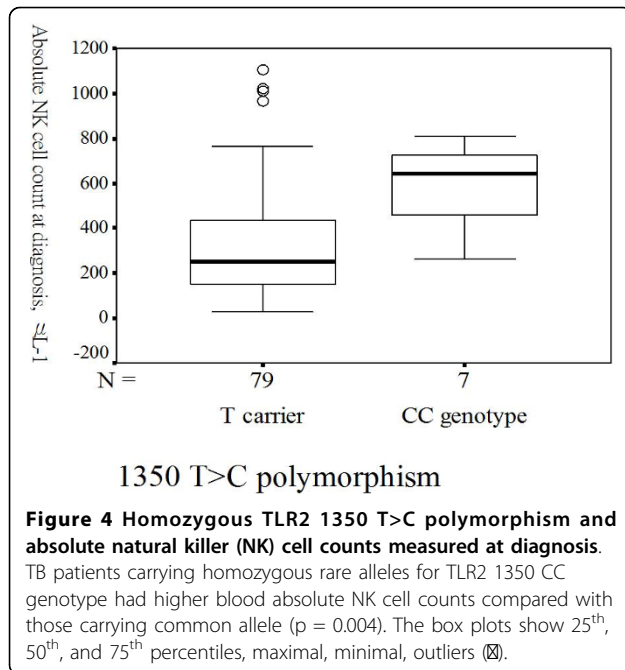 Absolute NK cell count at diagnosis, ≈L-1
1200
1000
800
600
400
200
0
-200
N = 79 7
T carrier CC genotype
1350 T>C polymorphism
Figure 4 Homozygous TLR2 1350 T>C polymorphism and
absolute natural killer (NK) cell counts measured at diagnosis.
TB patients carrying homozygous rare alleles for TLR2 1350 CC
genotype had higher blood absolute NK cell counts compared with
those carrying common allele (p = 0.004). The box plots show 25th,
50th, and 75th percentiles, maximal, minimal, outliers (☒).